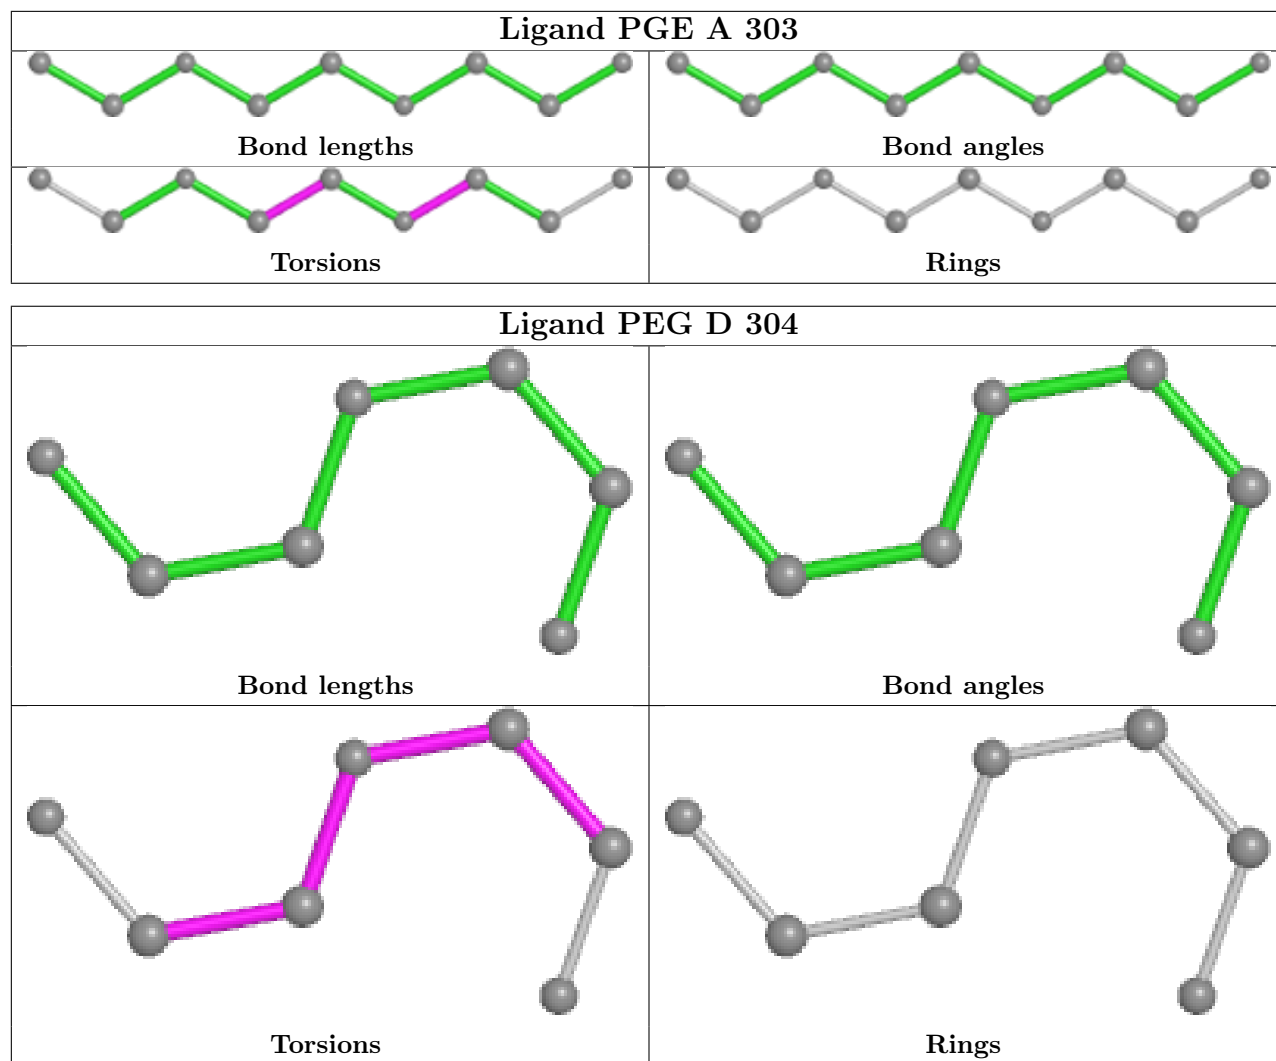 Ligand PGE A 303
Bond lengths Bond angles
Torsions Rings
Ligand PEG D 304
Bond lengths Bond angles
Torsions Rings